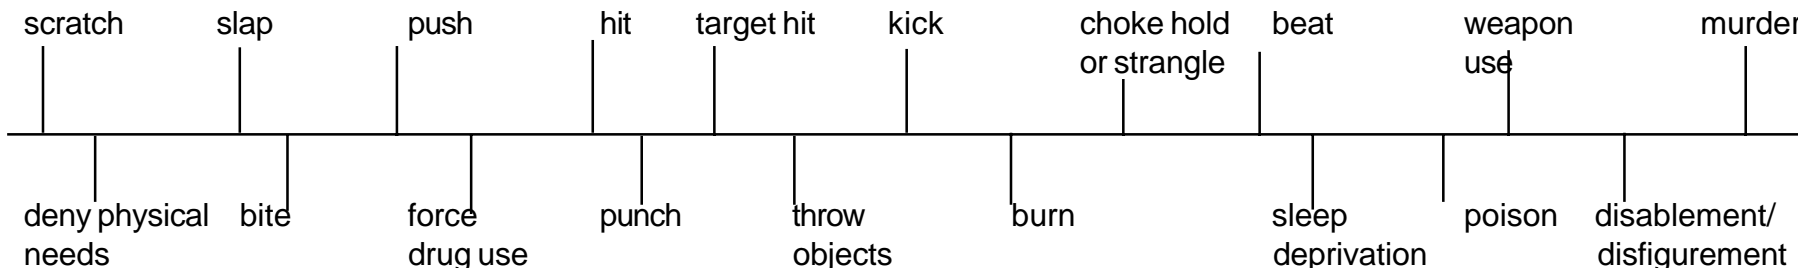 scratch slap push hit target hit kick choke hold beat weapon murder
or strangle use
deny physical bite force punch throw burn sleep poison disablement/
needs drug use objects deprivation disfigurement